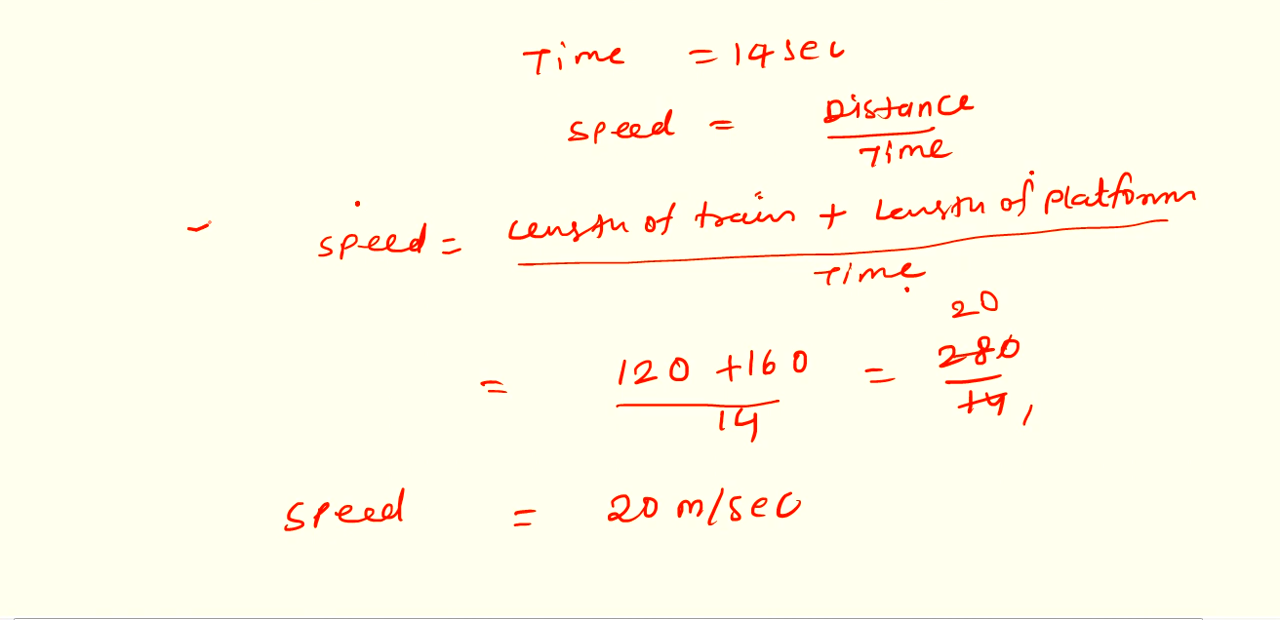 Time = 14 sec
speed = Distance
Time
speed = Length of train + Length of platform
Time
= 120 + 160 = 280
14 14 1
20
speed = 20 m/sec